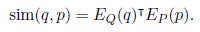 sim(q, p) = E_Q(q)^⊺E_P(p).